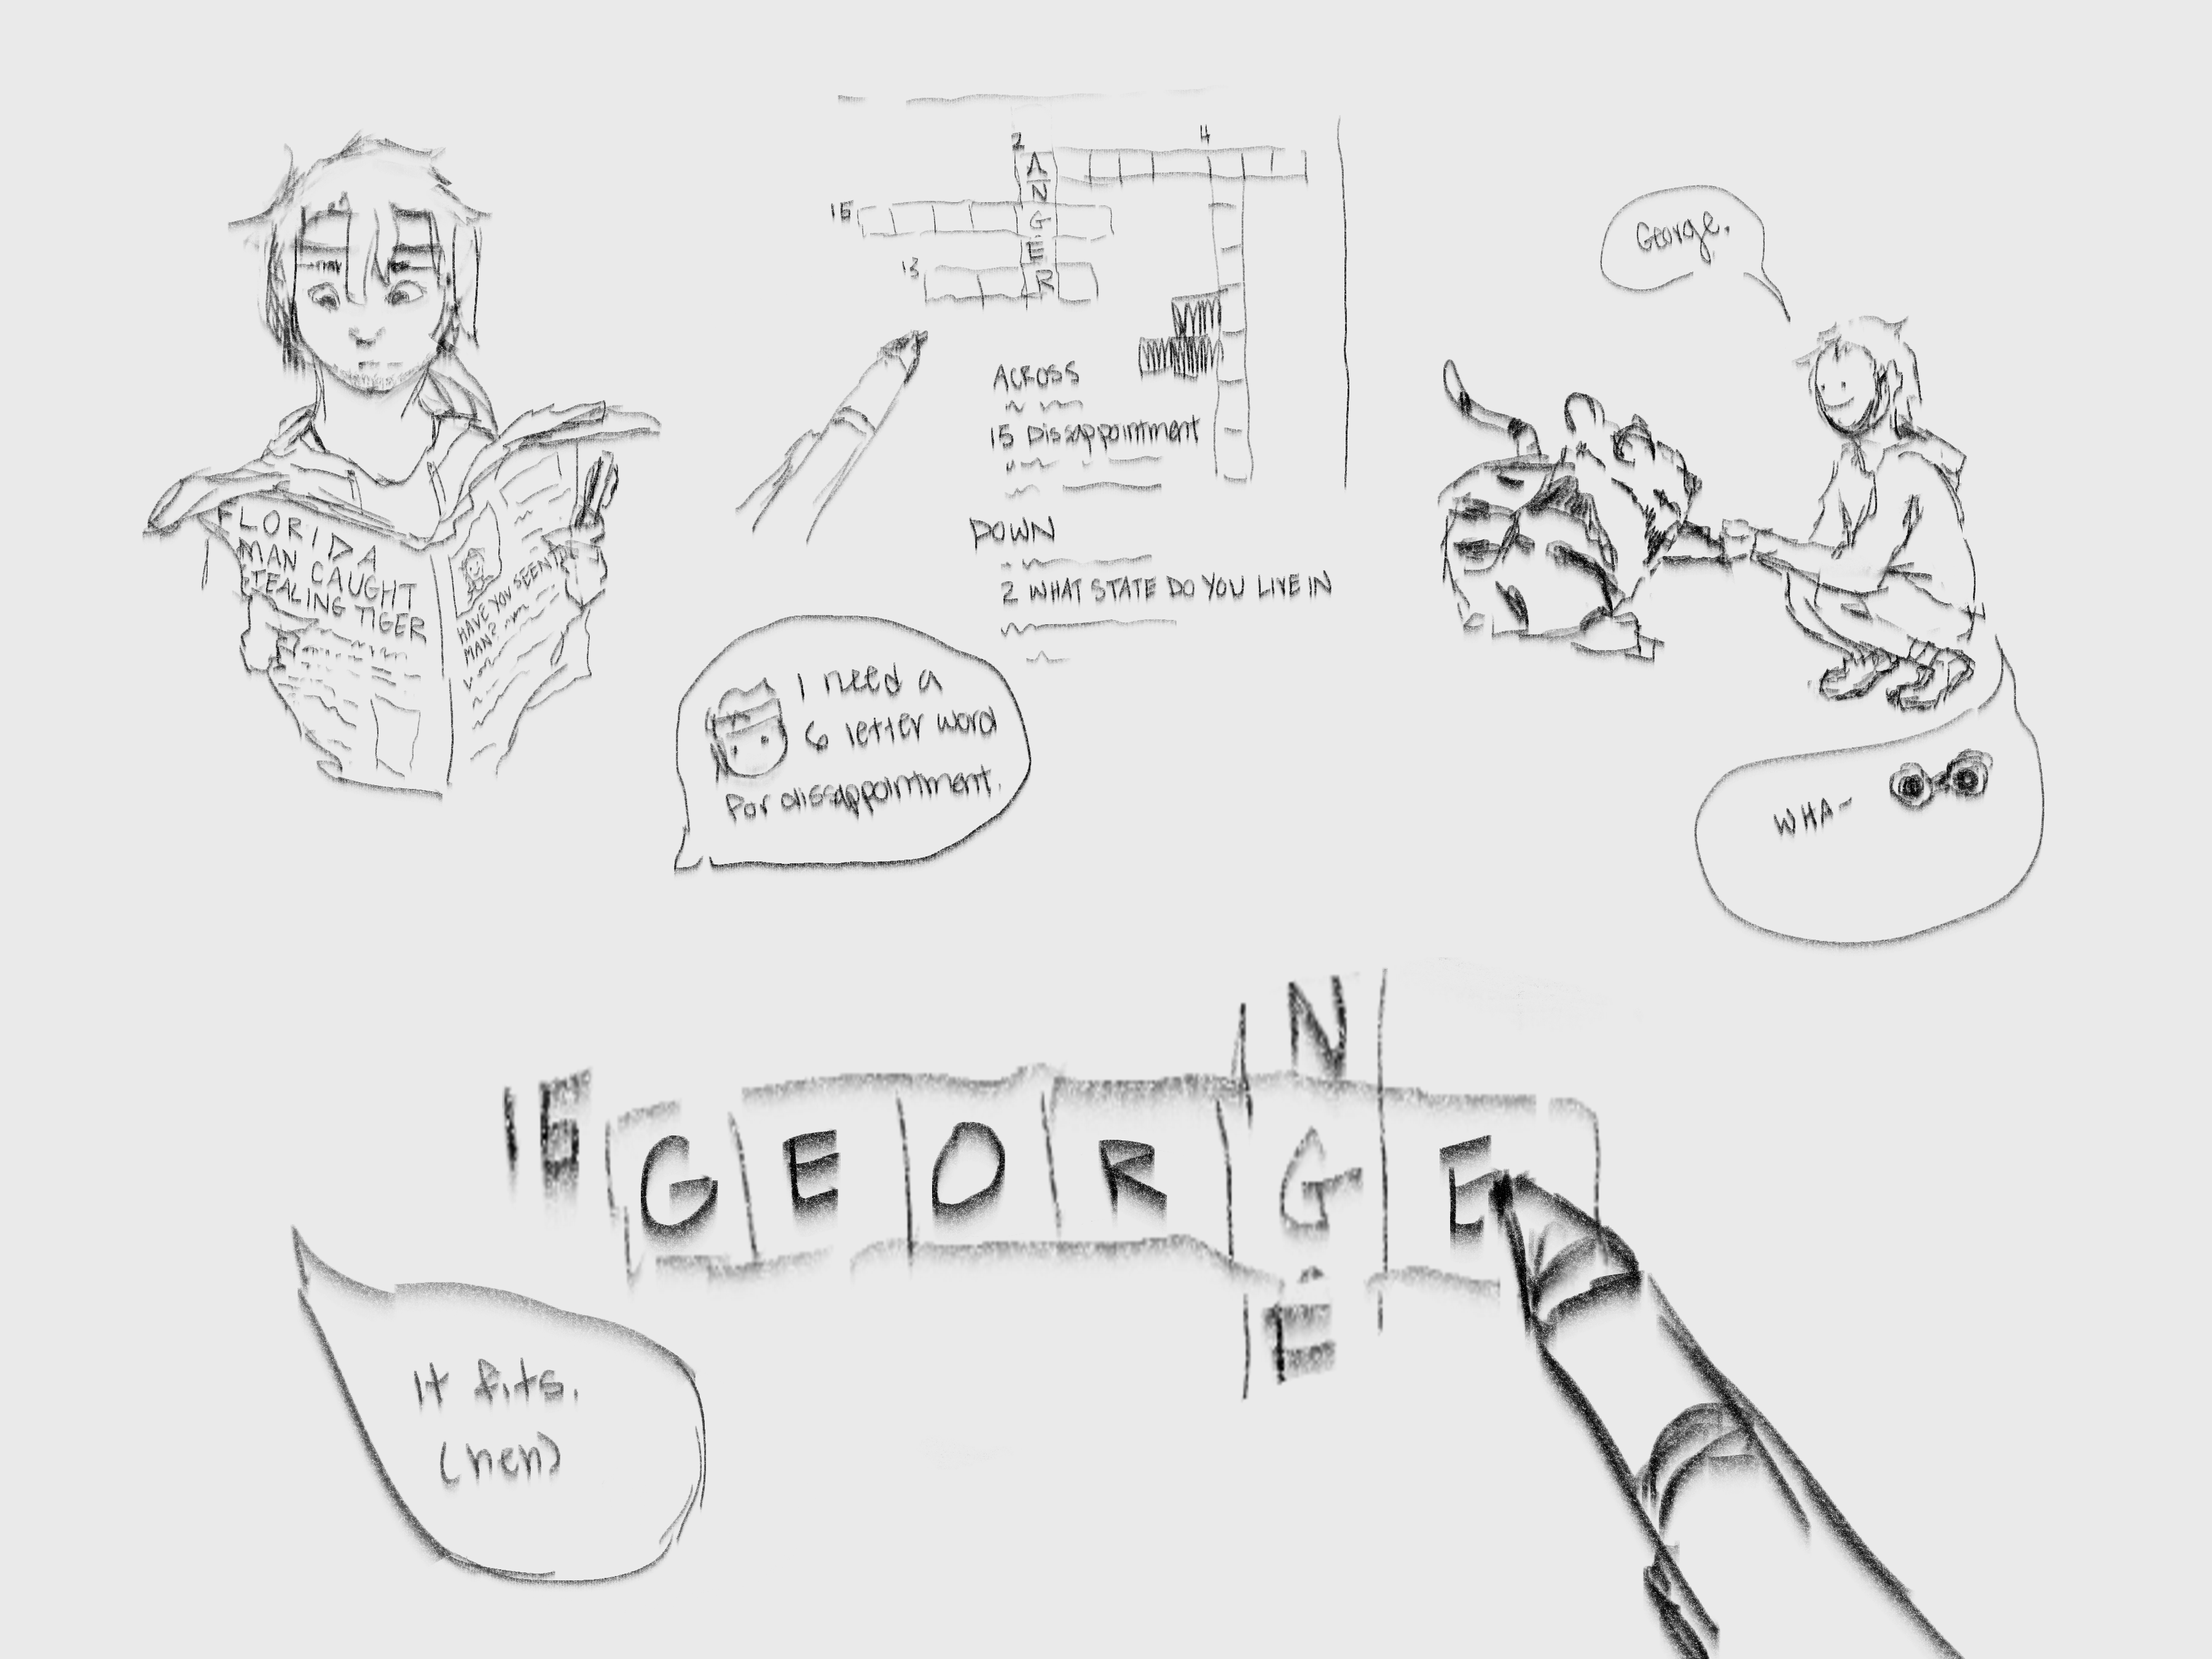 FLORIDA
MAN CAUGHT
STEALING TIGER
HAVE YOU SEEN THIS
MAN?
2
4
A
N
15
G
E
13
R
ACROSS
15 Dissappointment
DOWN
2 WHAT STATE DO YOU LIVE IN
I need a
6 letter word
for dissappointment.
George.
WHA-
N
15 GEORGE
E
It fits.
(heh)